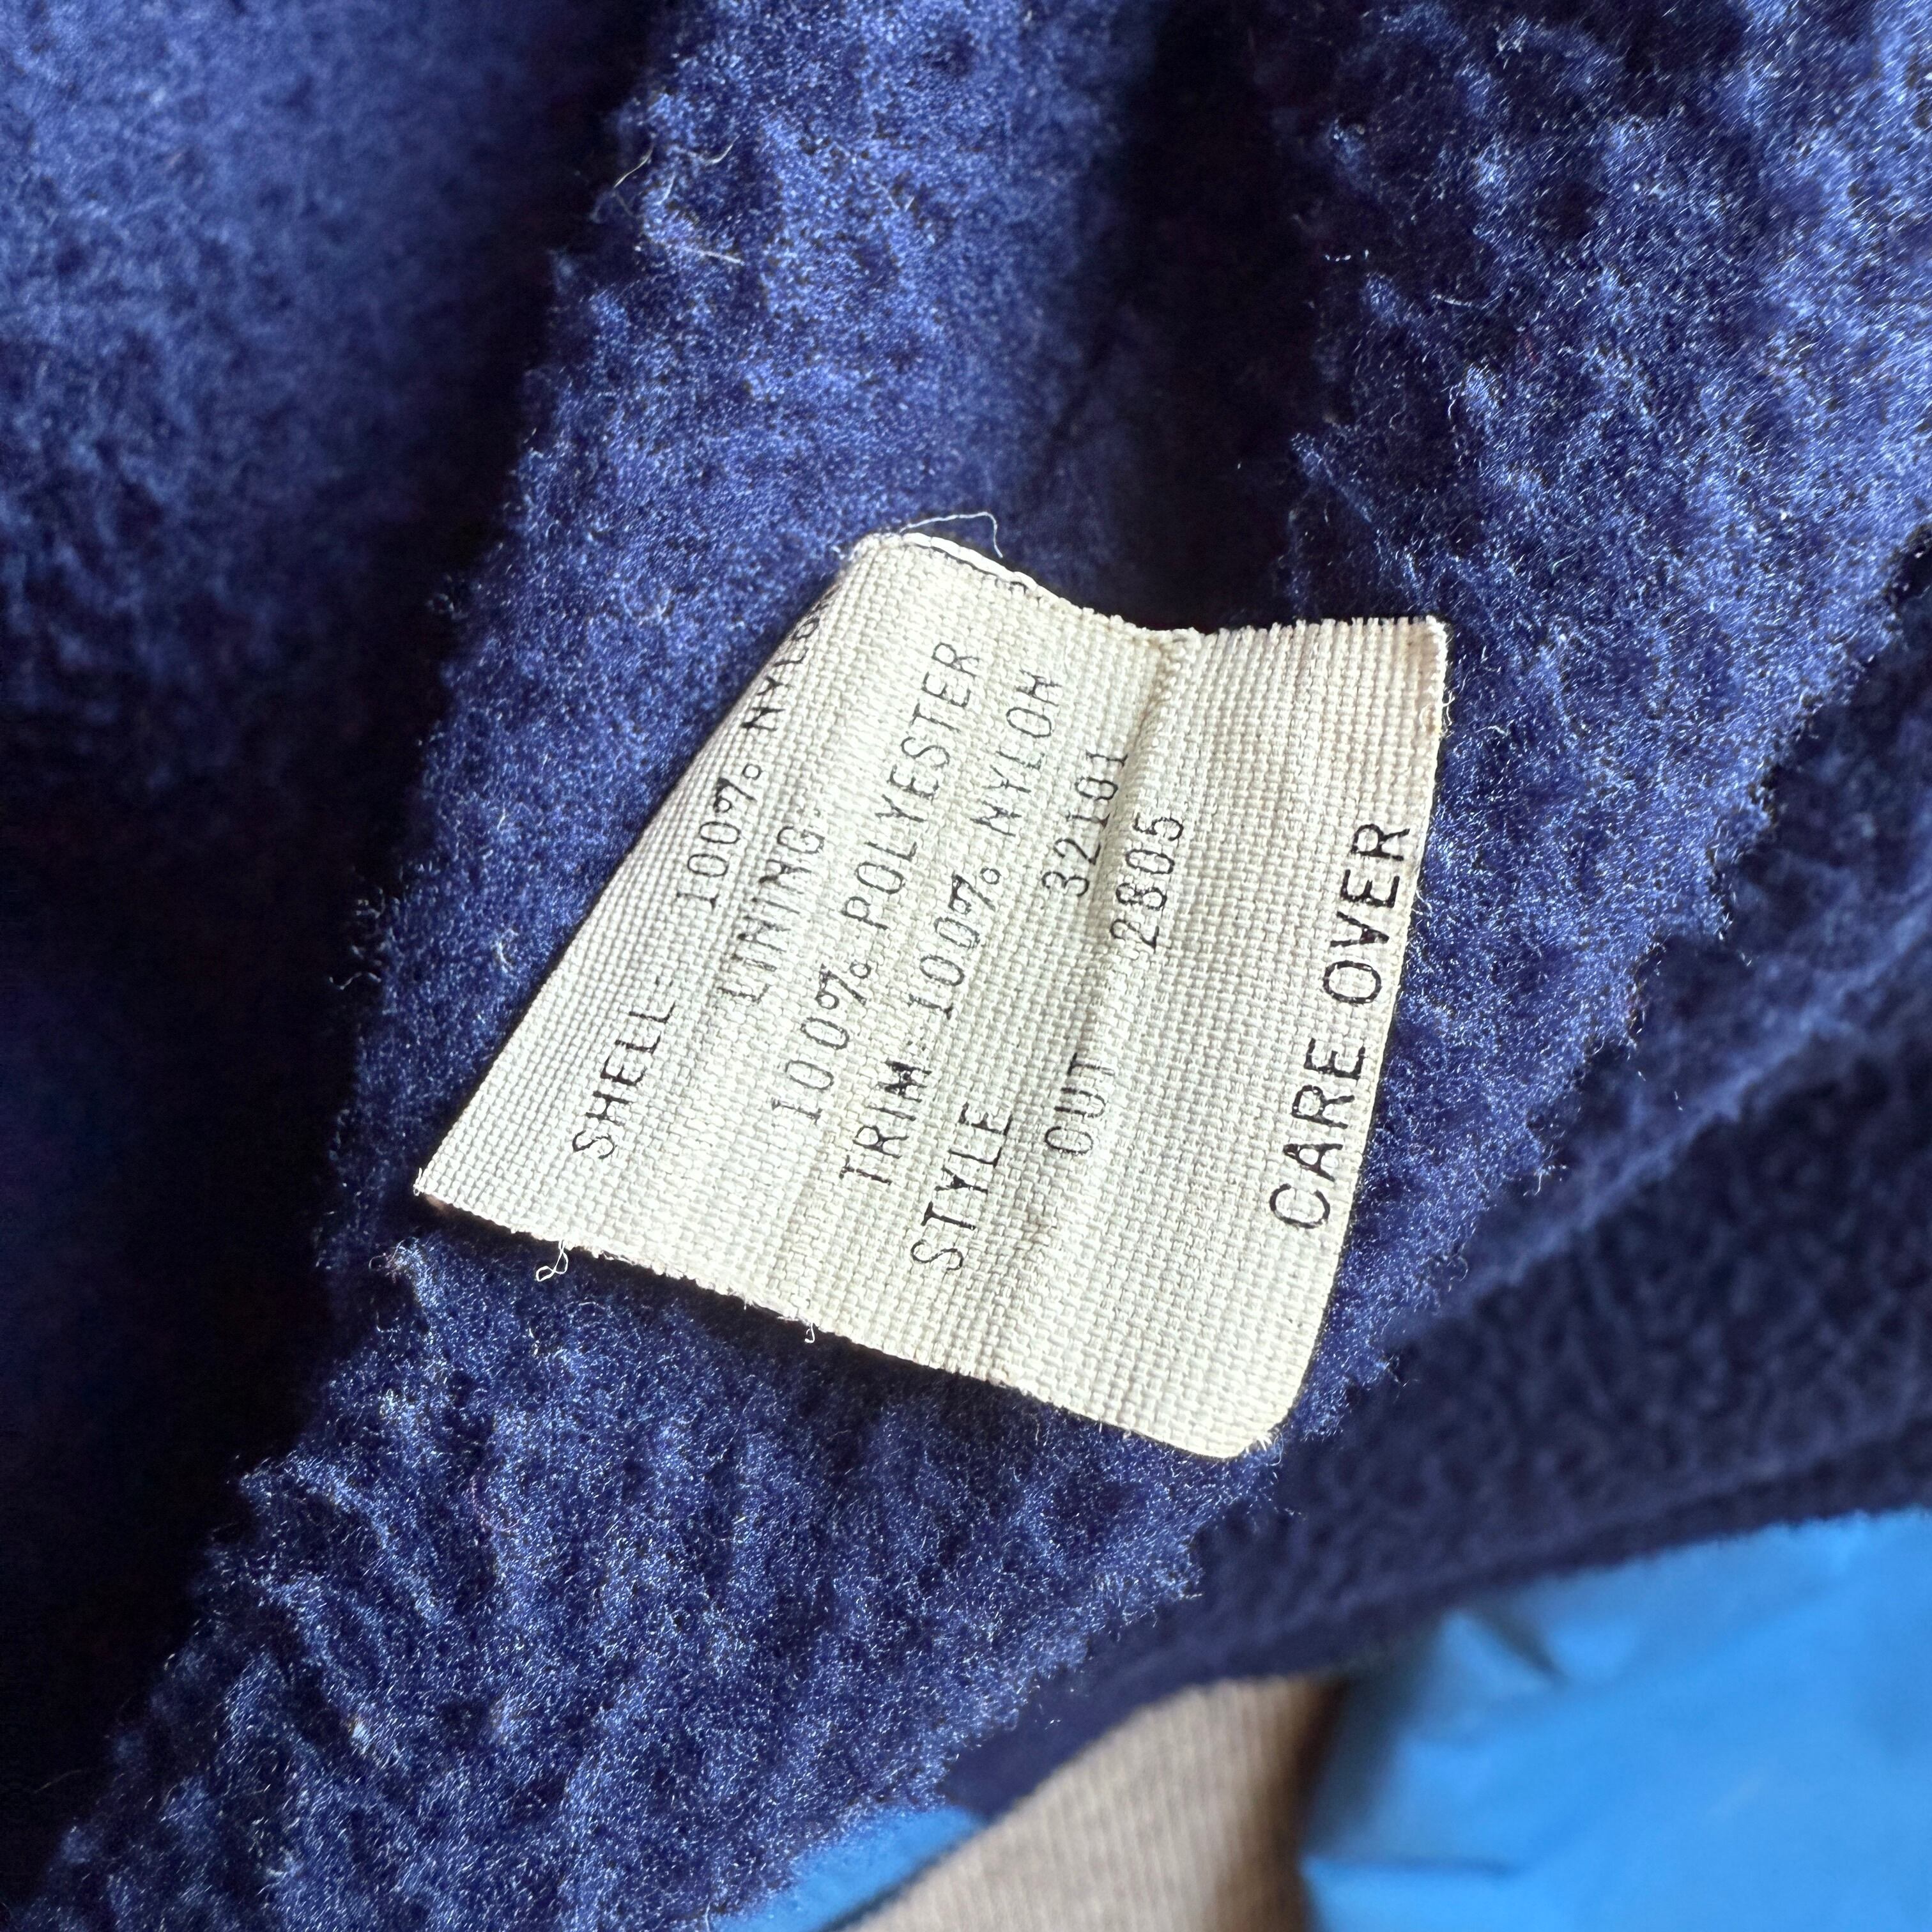 SHELL: 100% NYLON
LINING:
100% POLYESTER
TRIM: 100% NYLON
STYLE 32101
CUT 2805
CARE OVER